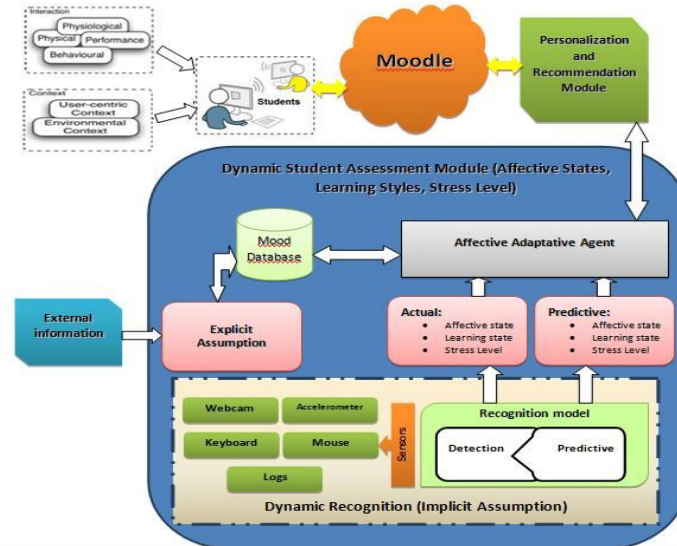 Interaction
Physiological
Physical
Performance
Behavioural
Context
User-centric
Context
Environmental
Context
Students
Moodle
Personalization
and
Recommendation
Module
Dynamic Student Assessment Module (Affective States,
Learning Styles, Stress Level)
Mood
Database
Affective Adaptative Agent
External
information
Explicit
Assumption
Actual:
• Affective state
• Learning state
• Stress Level
Predictive:
• Affective state
• Learning state
• Stress Level
Webcam
Accelerometer
Keyboard
Mouse
Logs
Sensors
Recognition model
Detection
Predictive
Dynamic Recognition (Implicit Assumption)